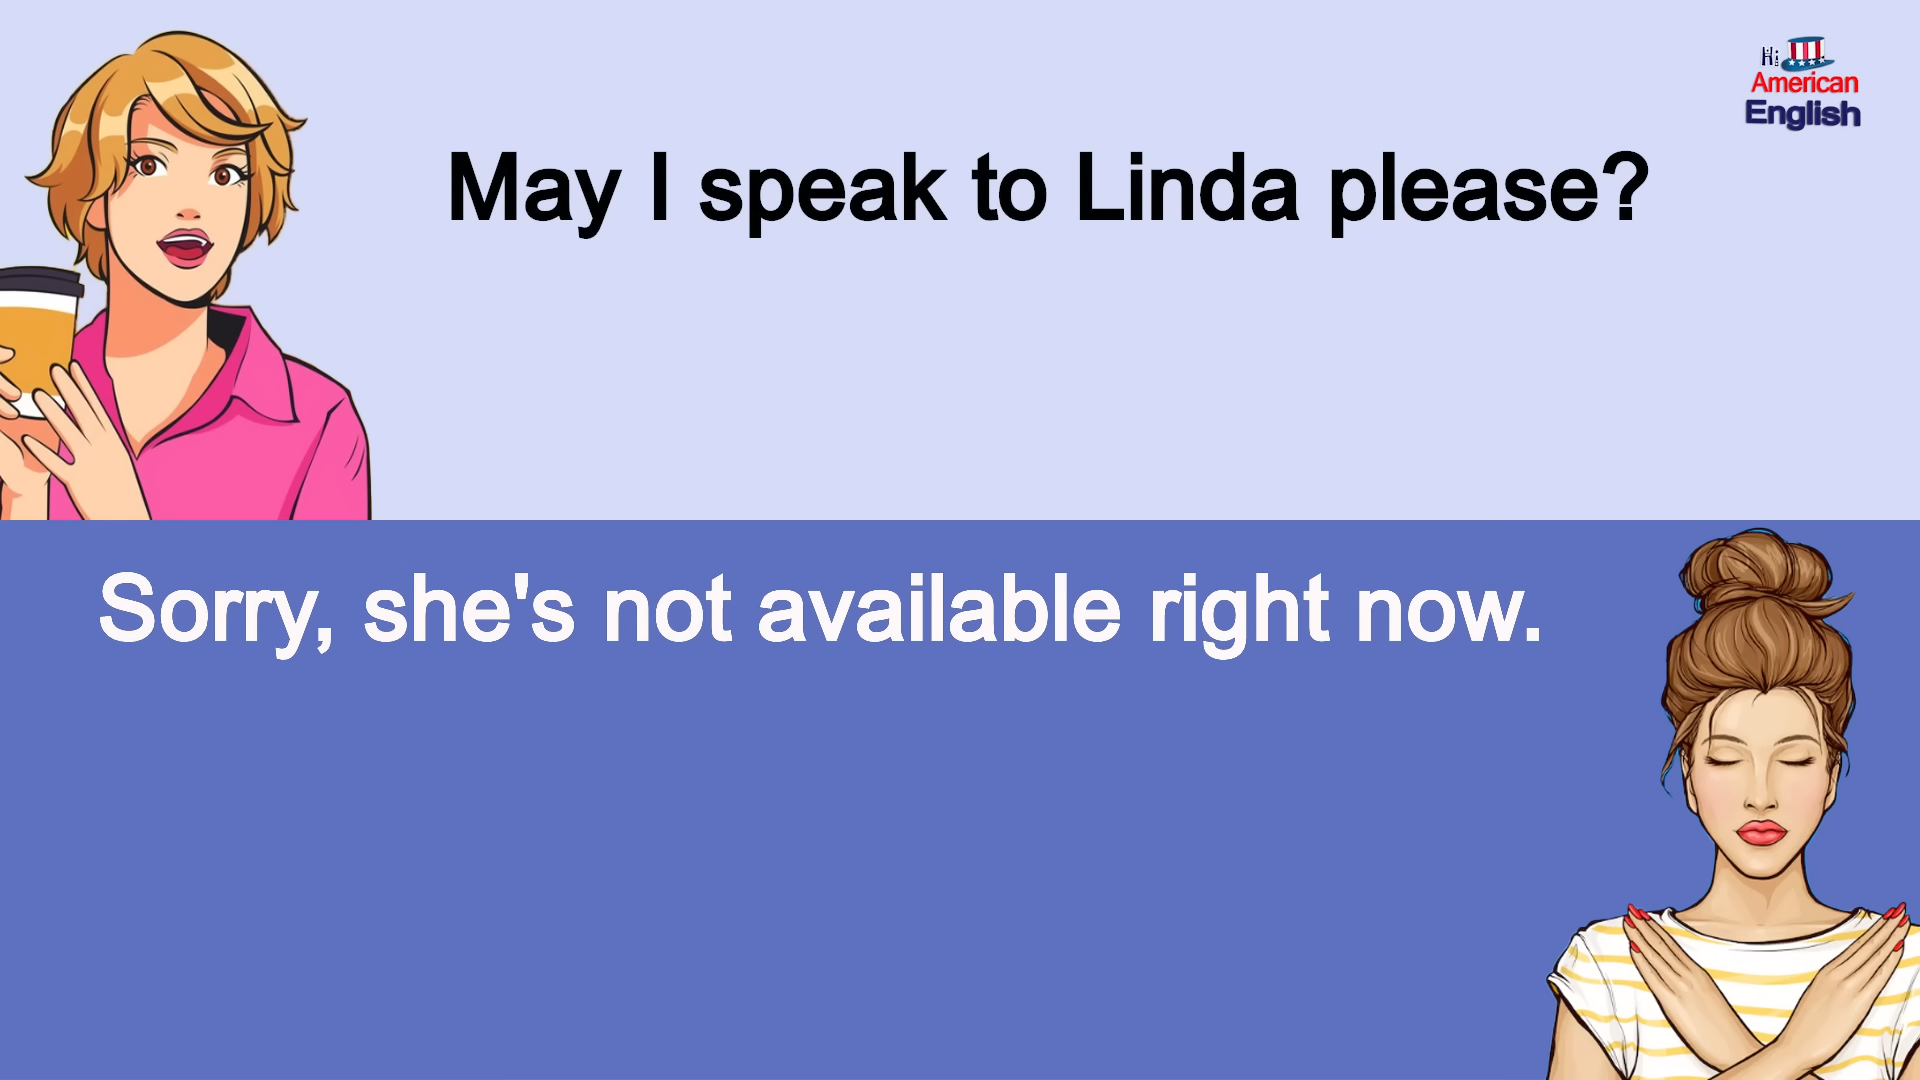 Hi
American
English
May I speak to Linda please?
Sorry, she's not available right now.